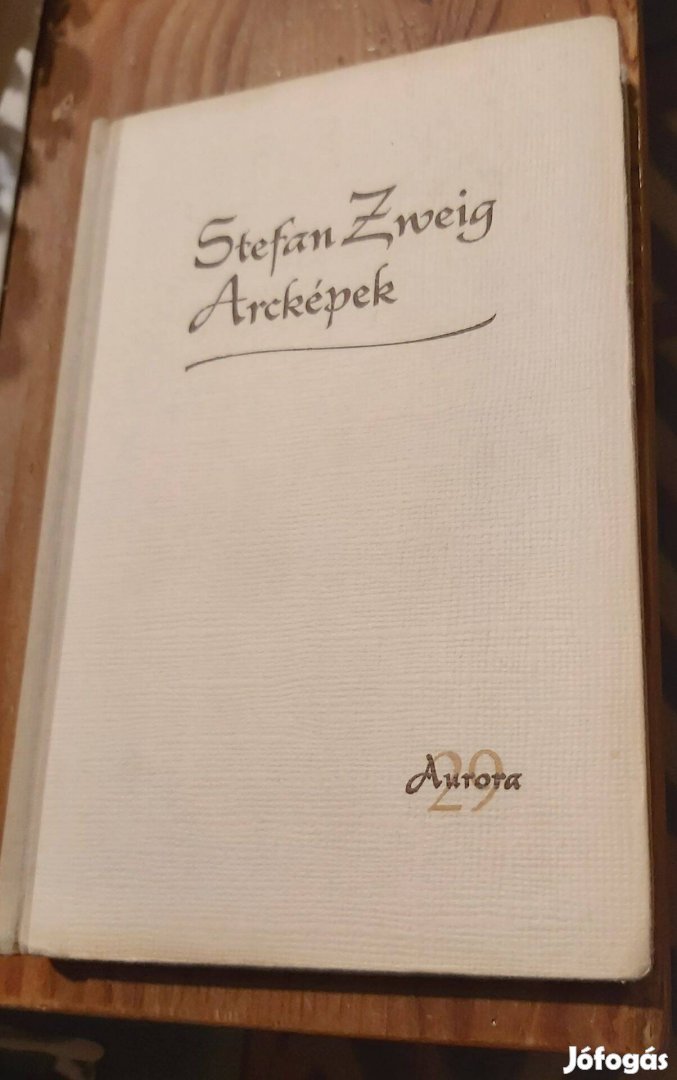 Stefan Zweig
Arcképek
Aurora
29
Jófogás